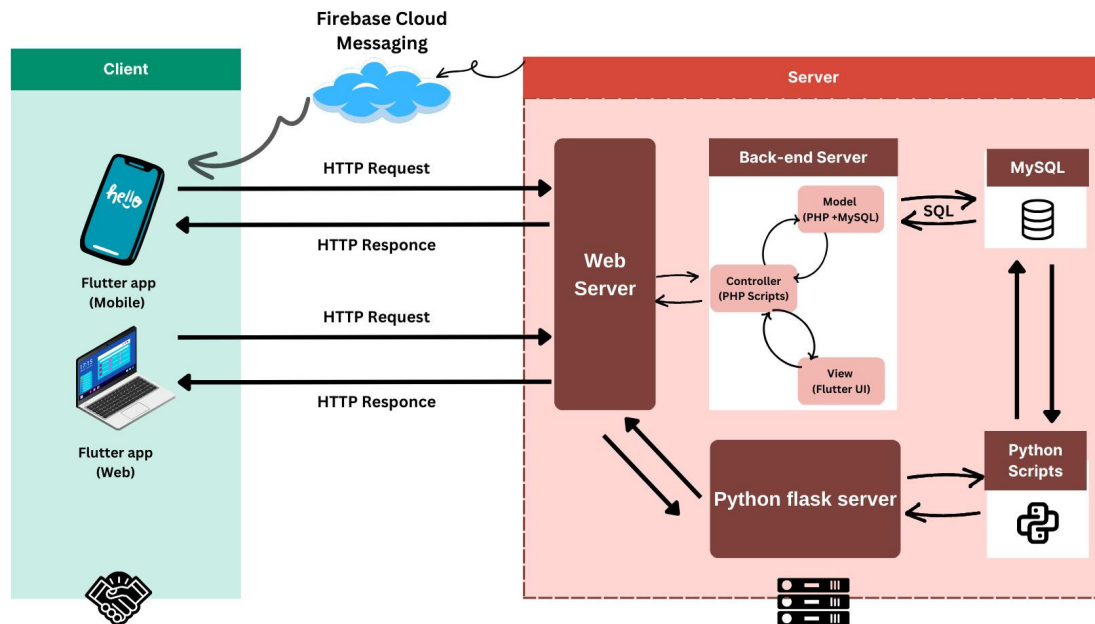 Firebase Cloud
Messaging
Client
Server
hello
Flutter app
(Mobile)
Flutter app
(Web)
HTTP Request
HTTP Responce
HTTP Request
HTTP Responce
Web
Server
Back-end Server
Model
(PHP +MySQL)
Controller
(PHP Scripts)
View
(Flutter UI)
SQL
MySQL
Python flask server
Python
Scripts